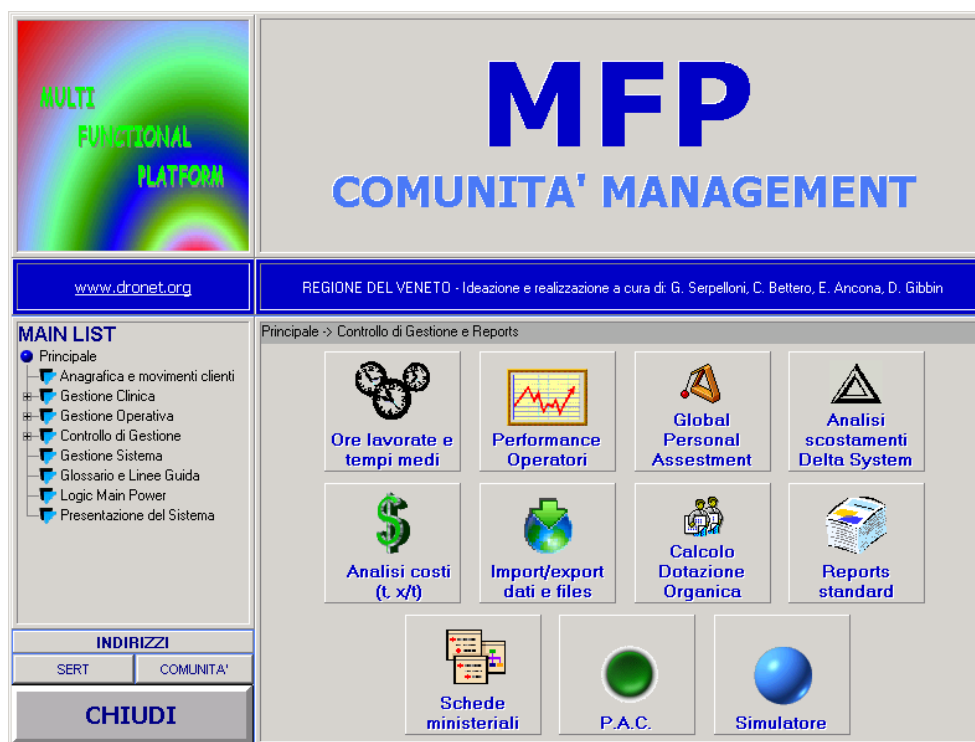 MULTI
FUNCTIONAL
PLATFORM
MFP
COMUNITA' MANAGEMENT
www.dronet.org
REGIONE DEL VENETO - Ideazione e realizzazione a cura di: G. Serpelloni, C. Bettero, E. Ancona, D. Gibbin
MAIN LIST
Principale
Anagrafica e movimenti clienti
Gestione Clinica
Gestione Operativa
Controllo di Gestione
Gestione Sistema
Glossario e Linee Guida
Logic Main Power
Presentazione del Sistema
INDIRIZZI
SERT
COMUNITA'
CHIUDI
Principale -> Controllo di Gestione e Reports
Ore lavorate e
tempi medi
Performance
Operatori
Global
Personal
Assestment
Analisi
scostamenti
Delta System
Analisi costi
(t, x/t)
Import/export
dati e files
Calcolo
Dotazione
Organica
Reports
standard
Schede
ministeriali
P.A.C.
Simulatore